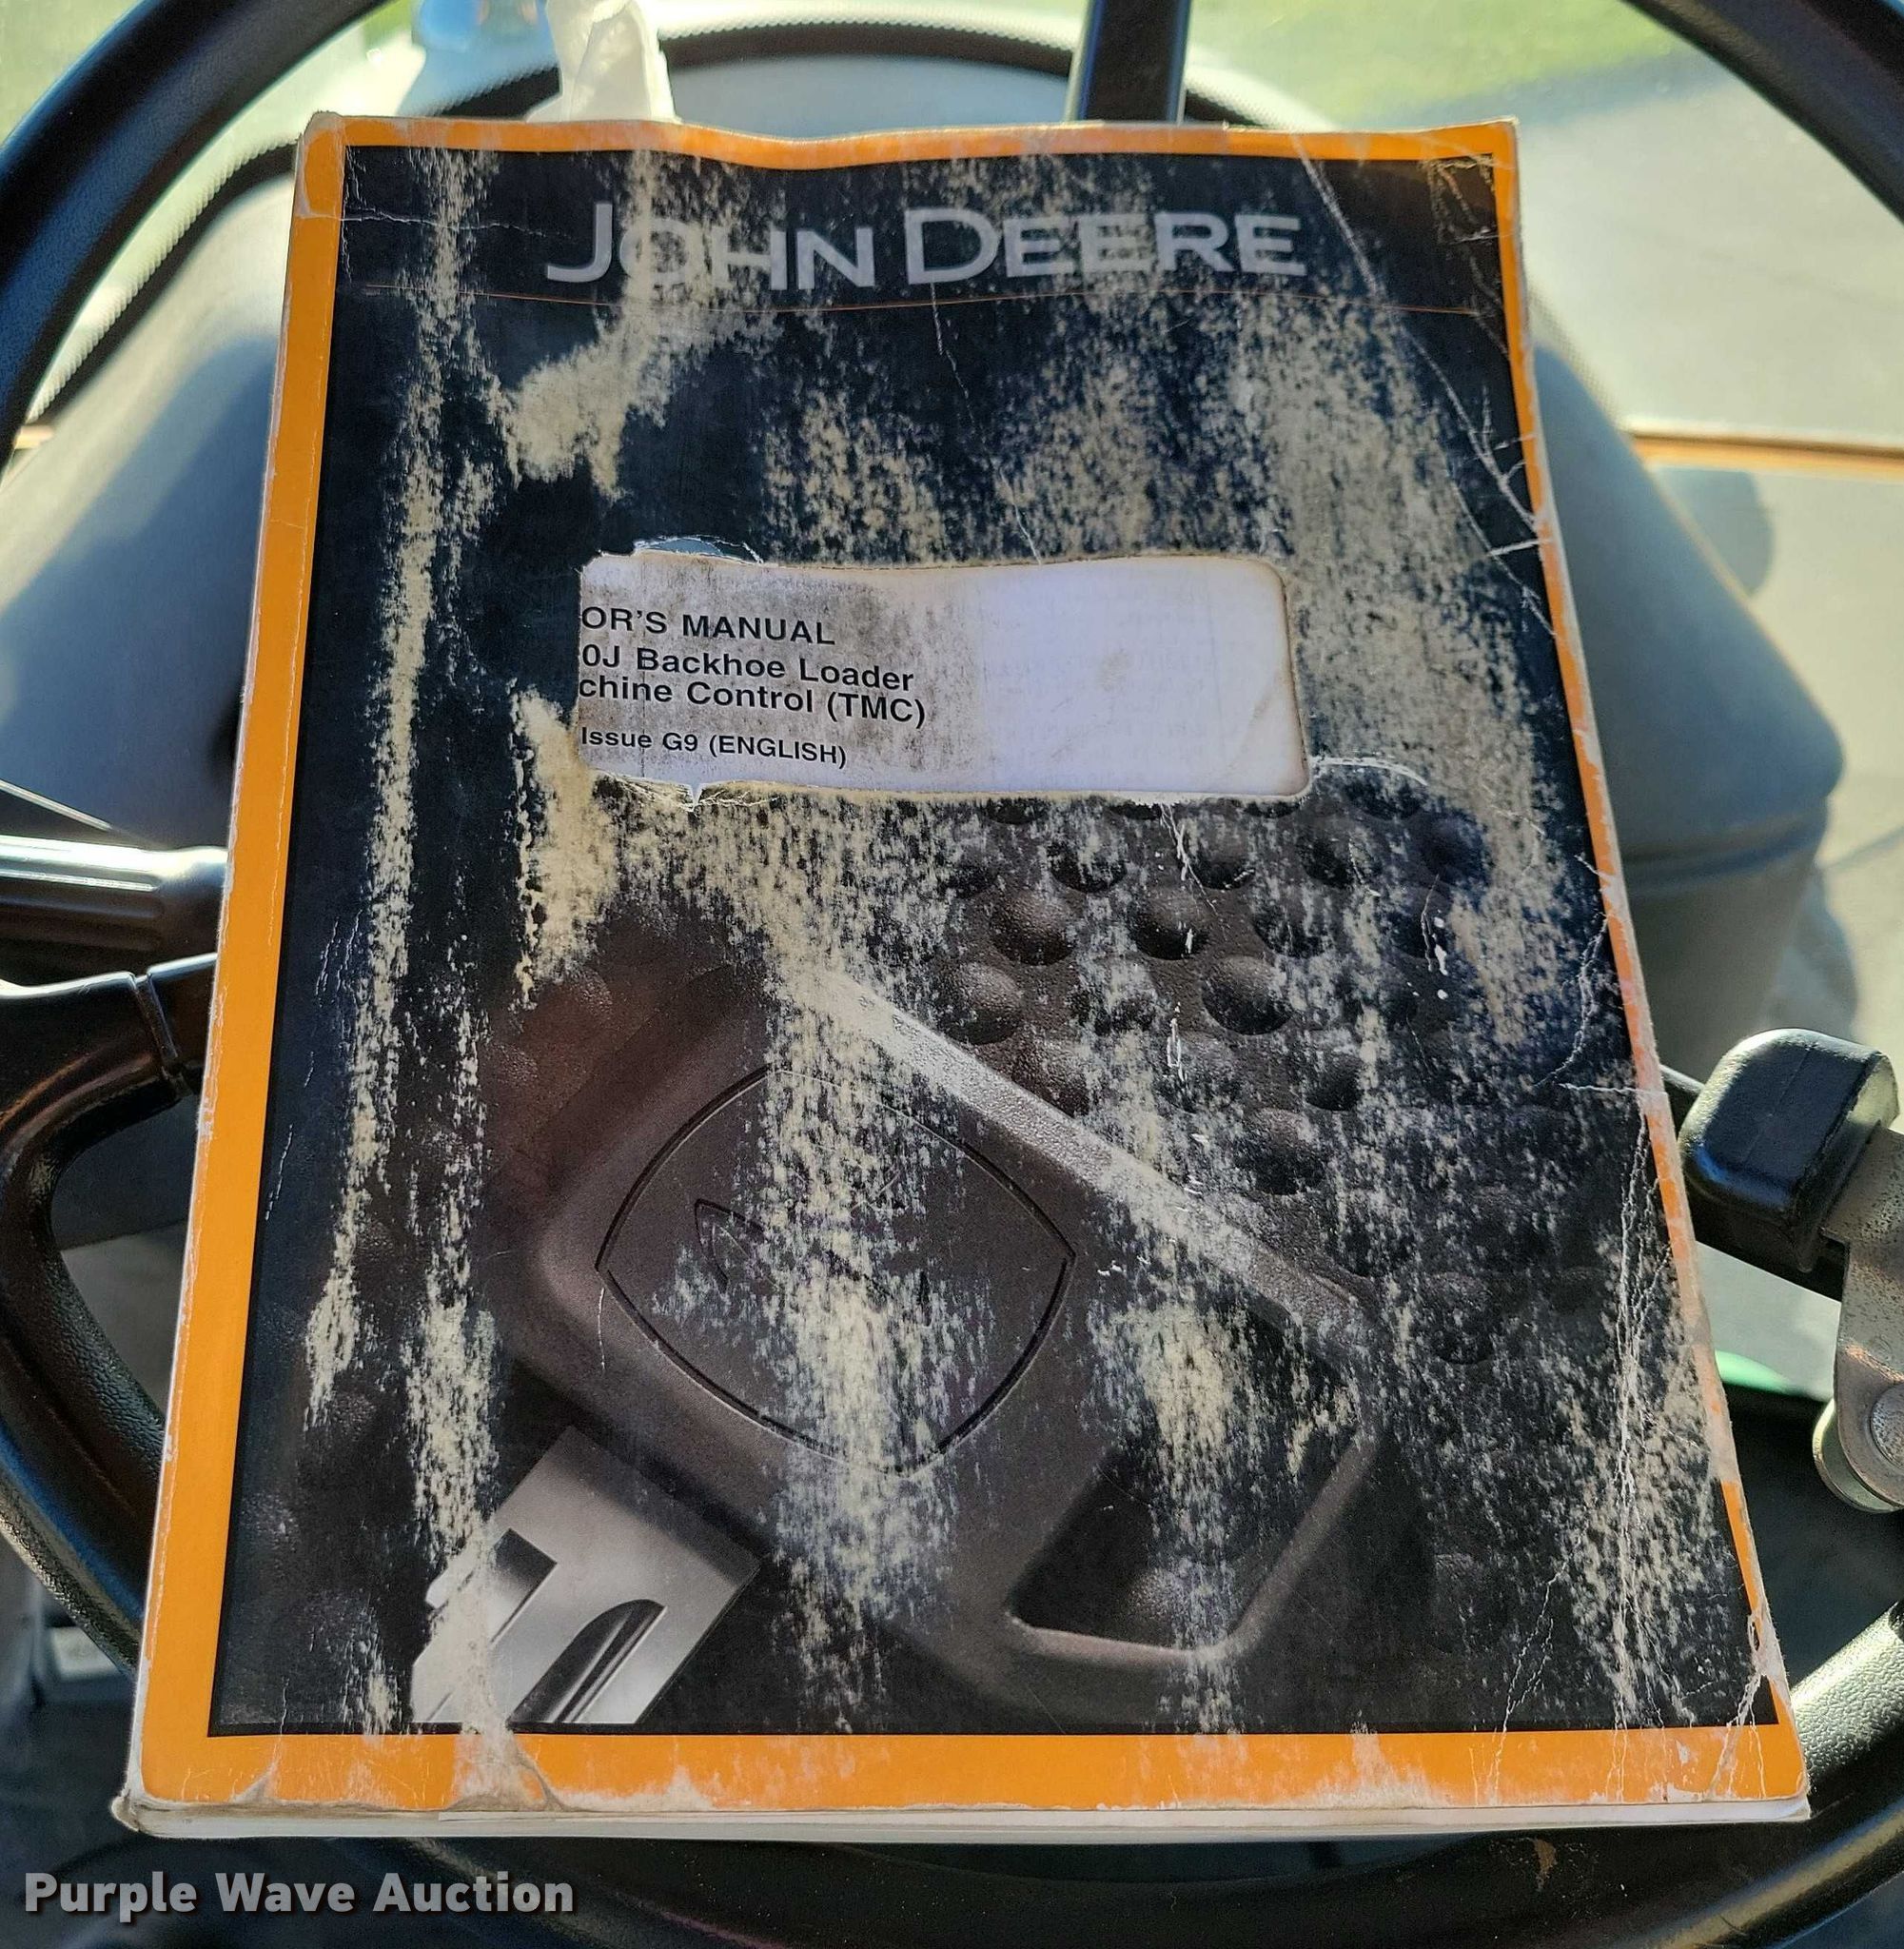 JOHN DEERE
OR'S MANUAL
0J Backhoe Loader
chine Control (TMC)
Issue G9 (ENGLISH)
Purple Wave Auction